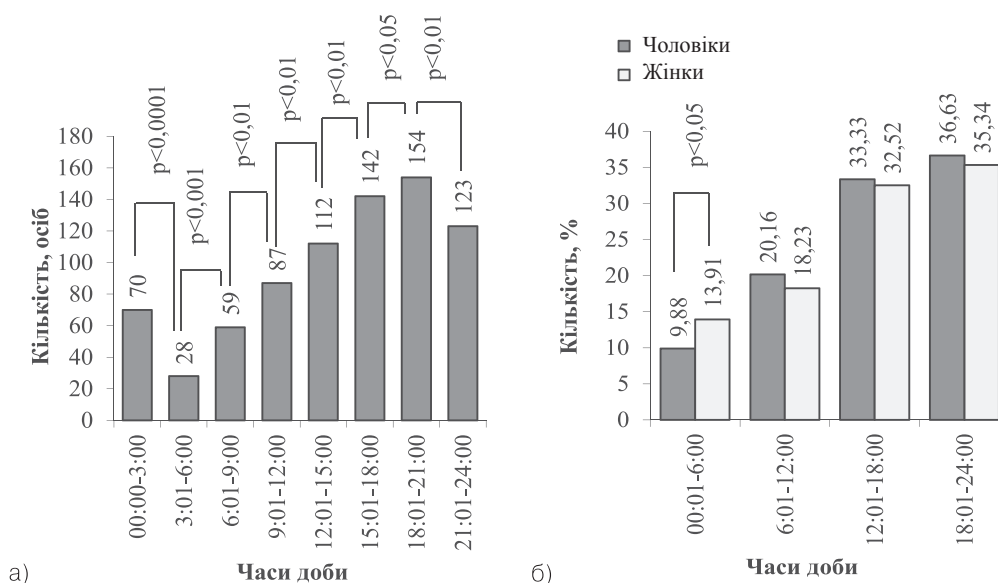 p<0,0001
p<0,001
p<0,01
p<0,01
p<0,01
p<0,05
p<0,01
Кількість, осіб
180
160
140
120
100
80
60
40
20
0
70
28
59
87
112
142
154
123
00:00-3:00
3:01-6:00
6:01-9:00
9:01-12:00
12:01-15:00
15:01-18:00
18:01-21:00
21:01-24:00
Часи доби
а)
Чоловіки
Жінки
p<0,05
Кількість, %
40
35
30
25
20
15
10
5
0
9,88
13,91
20,16
18,23
33,33
32,52
36,63
35,34
00:01-6:00
6:01-12:00
12:01-18:00
18:01-24:00
Часи доби
б)